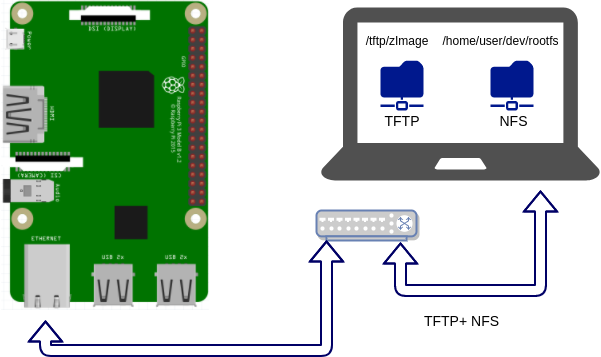 DSI (DISPLAY)
Power
HDMI
CSI (CAMERA)
Audio
ETHERNET
USB 2x
USB 2x
GPIO
Raspberry Pi 3 Model B v1.2
© Raspberry Pi 2015
/tftp/zImage
/home/user/dev/rootfs
TFTP
NFS
TFTP+ NFS